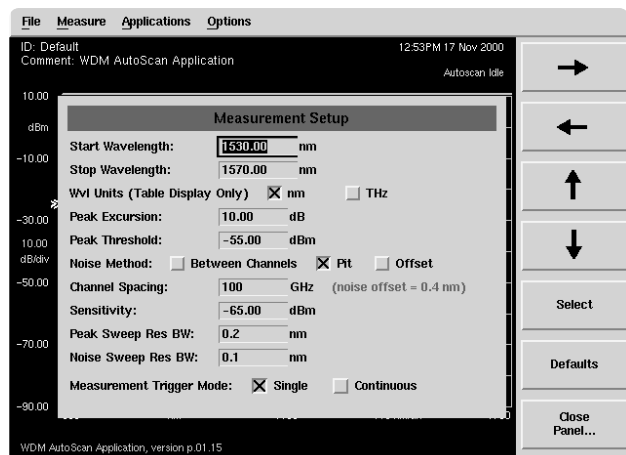 File Measure Applications Options
ID: Default 12:53PM 17 Nov 2000
Comment: WDM AutoScan Application
Autoscan Idle
10.00
dBm
-10.00
-30.00
10.00
dB/div
-50.00
-70.00
-90.00
Measurement Setup
Start Wavelength: 1530.00 nm
Stop Wavelength: 1570.00 nm
Wvl Units (Table Display Only) nm THz
Peak Excursion: 10.00 dB
Peak Threshold: -55.00 dBm
Noise Method: Between Channels Pit Offset
Channel Spacing: 100 GHz (noise offset = 0.4 nm)
Sensitivity: -65.00 dBm
Peak Sweep Res BW: 0.2 nm
Noise Sweep Res BW: 0.1 nm
Measurement Trigger Mode: Single Continuous
WDM AutoScan Application, version p.01.15
Select
Defaults
Close
Panel...